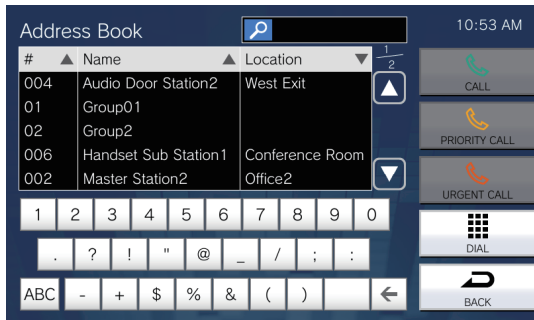 Address Book
10:53 AM
# ▲ Name ▲ Location ▼
1/2
004 Audio Door Station2 West Exit
01 Group01
02 Group2
006 Handset Sub Station1 Conference Room
002 Master Station2 Office2
CALL
PRIORITY CALL
URGENT CALL
DIAL
BACK
1 2 3 4 5 6 7 8 9 0
. ? ! " @ _ / ; :
ABC - + $ % & ( ) ←